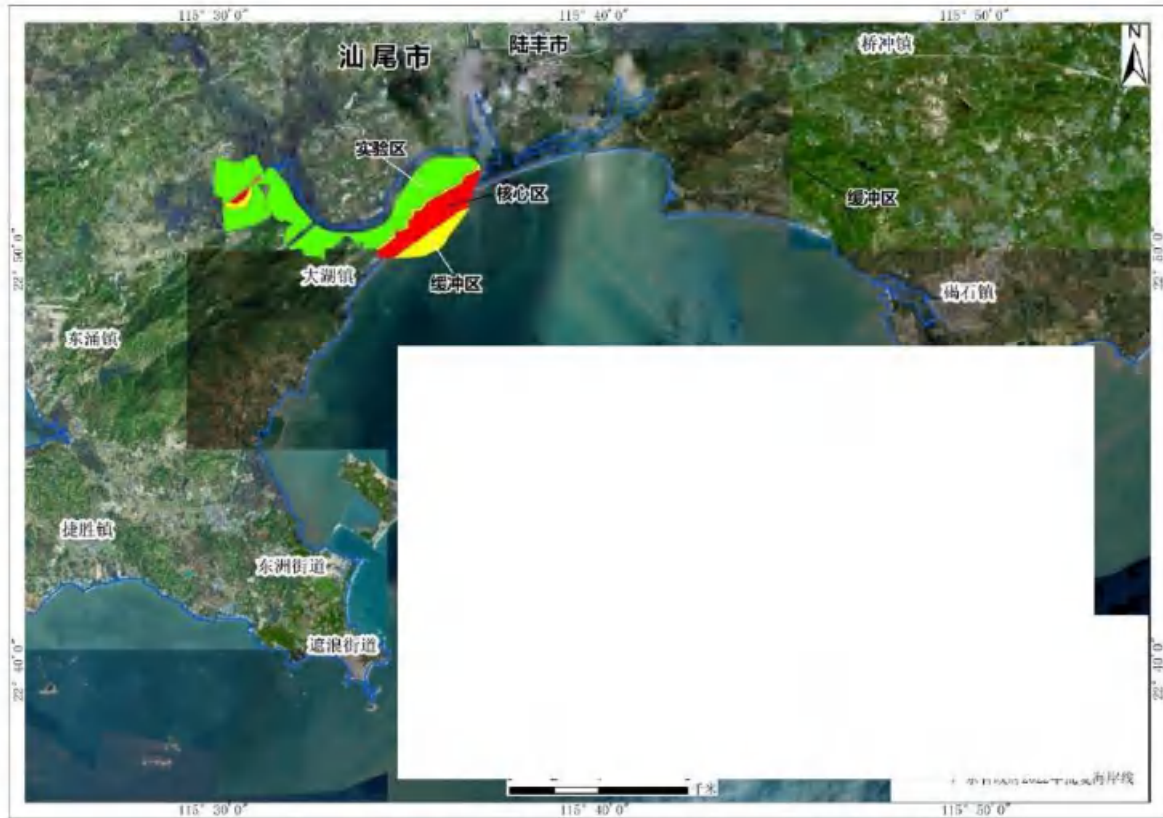 115° 30′ 0″
115° 40′ 0″
115° 50′ 0″
N
汕尾市
陆丰市
桥冲镇
实验区
核心区
缓冲区
22° 50′ 0″
22° 50′ 0″
大湖镇
缓冲区
碣石镇
东涌镇
捷胜镇
东洲街道
遮浪街道
22° 40′ 0″
22° 40′ 0″
千米
海岸线
115° 30′ 0″
115° 40′ 0″
115° 50′ 0″